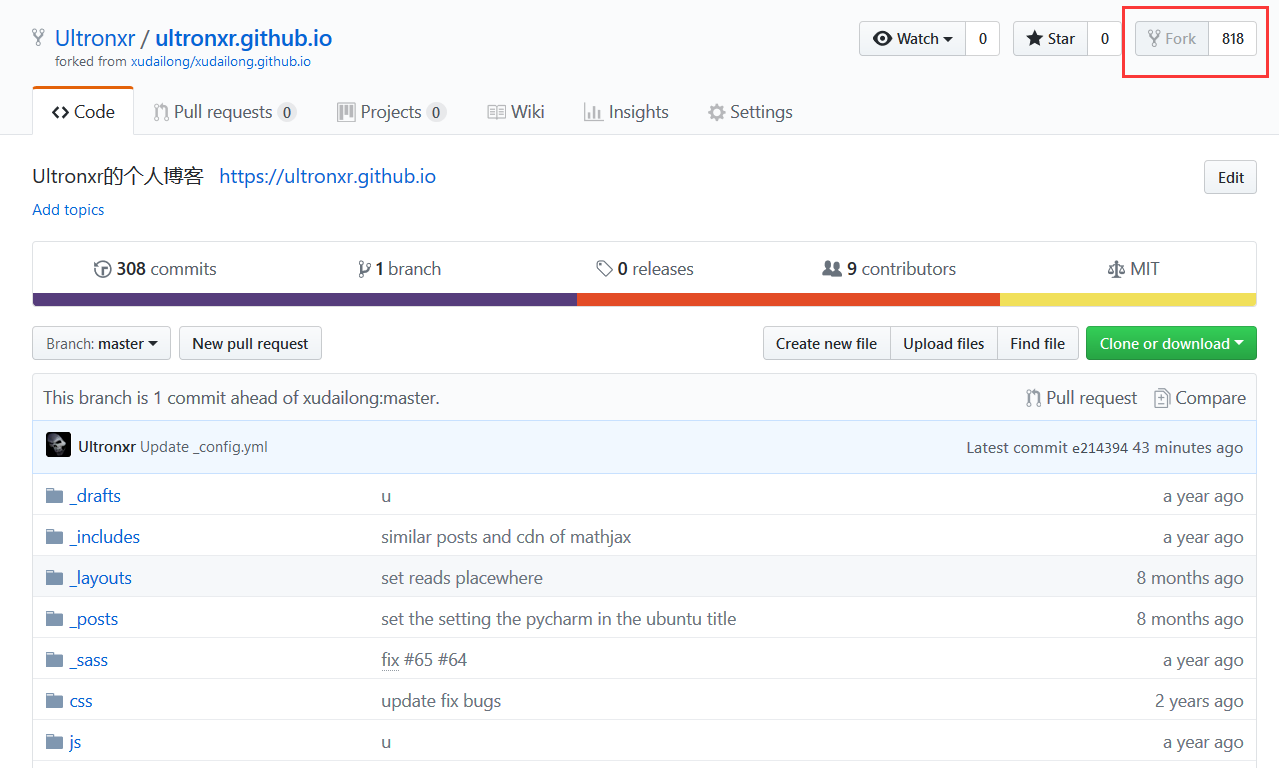 Ultronxr / ultronxr.github.io Watch 0 Star 0 Fork 818
forked from xudailong/xudailong.github.io
Code Pull requests 0 Projects 0 Wiki Insights Settings
Ultronxr的个人博客 https://ultronxr.github.io Edit
Add topics
308 commits 1 branch 0 releases 9 contributors MIT
Branch: master New pull request Create new file Upload files Find file Clone or download
This branch is 1 commit ahead of xudailong:master. Pull request Compare
Ultronxr Update _config.yml Latest commit e214394 43 minutes ago
_drafts u a year ago
_includes similar posts and cdn of mathjax a year ago
_layouts set reads placewhere 8 months ago
_posts set the setting the pycharm in the ubuntu title 8 months ago
_sass fix #65 #64 a year ago
css update fix bugs 2 years ago
js u a year ago